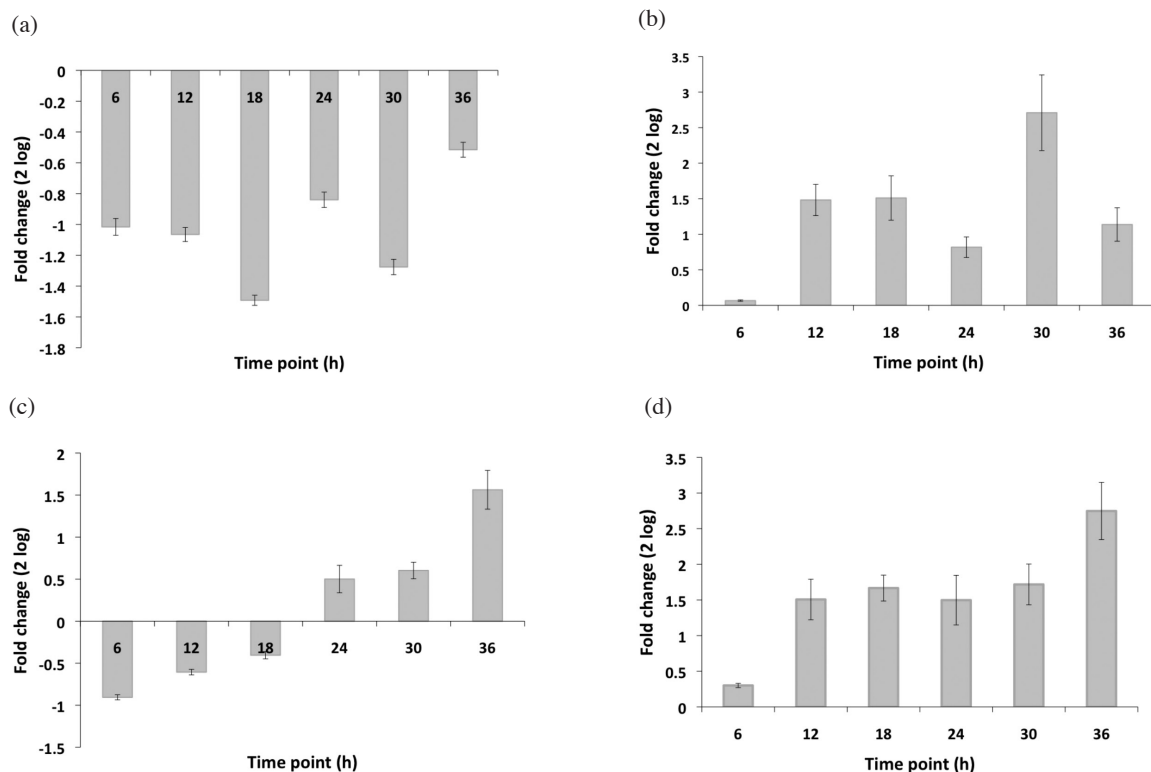 (a)
0
-0.2
-0.4
-0.6
-0.8
-1
-1.2
-1.4
-1.6
-1.8
Fold change (2 log)
6 12 18 24 30 36
Time point (h)
(b)
3.5
3
2.5
2
1.5
1
0.5
0
Fold change (2 log)
6 12 18 24 30 36
Time point (h)
(c)
2
1.5
1
0.5
0
-0.5
-1
-1.5
Fold change (2 log)
6 12 18 24 30 36
Time point (h)
(d)
3.5
3
2.5
2
1.5
1
0.5
0
Fold change (2 log)
6 12 18 24 30 36
Time point (h)